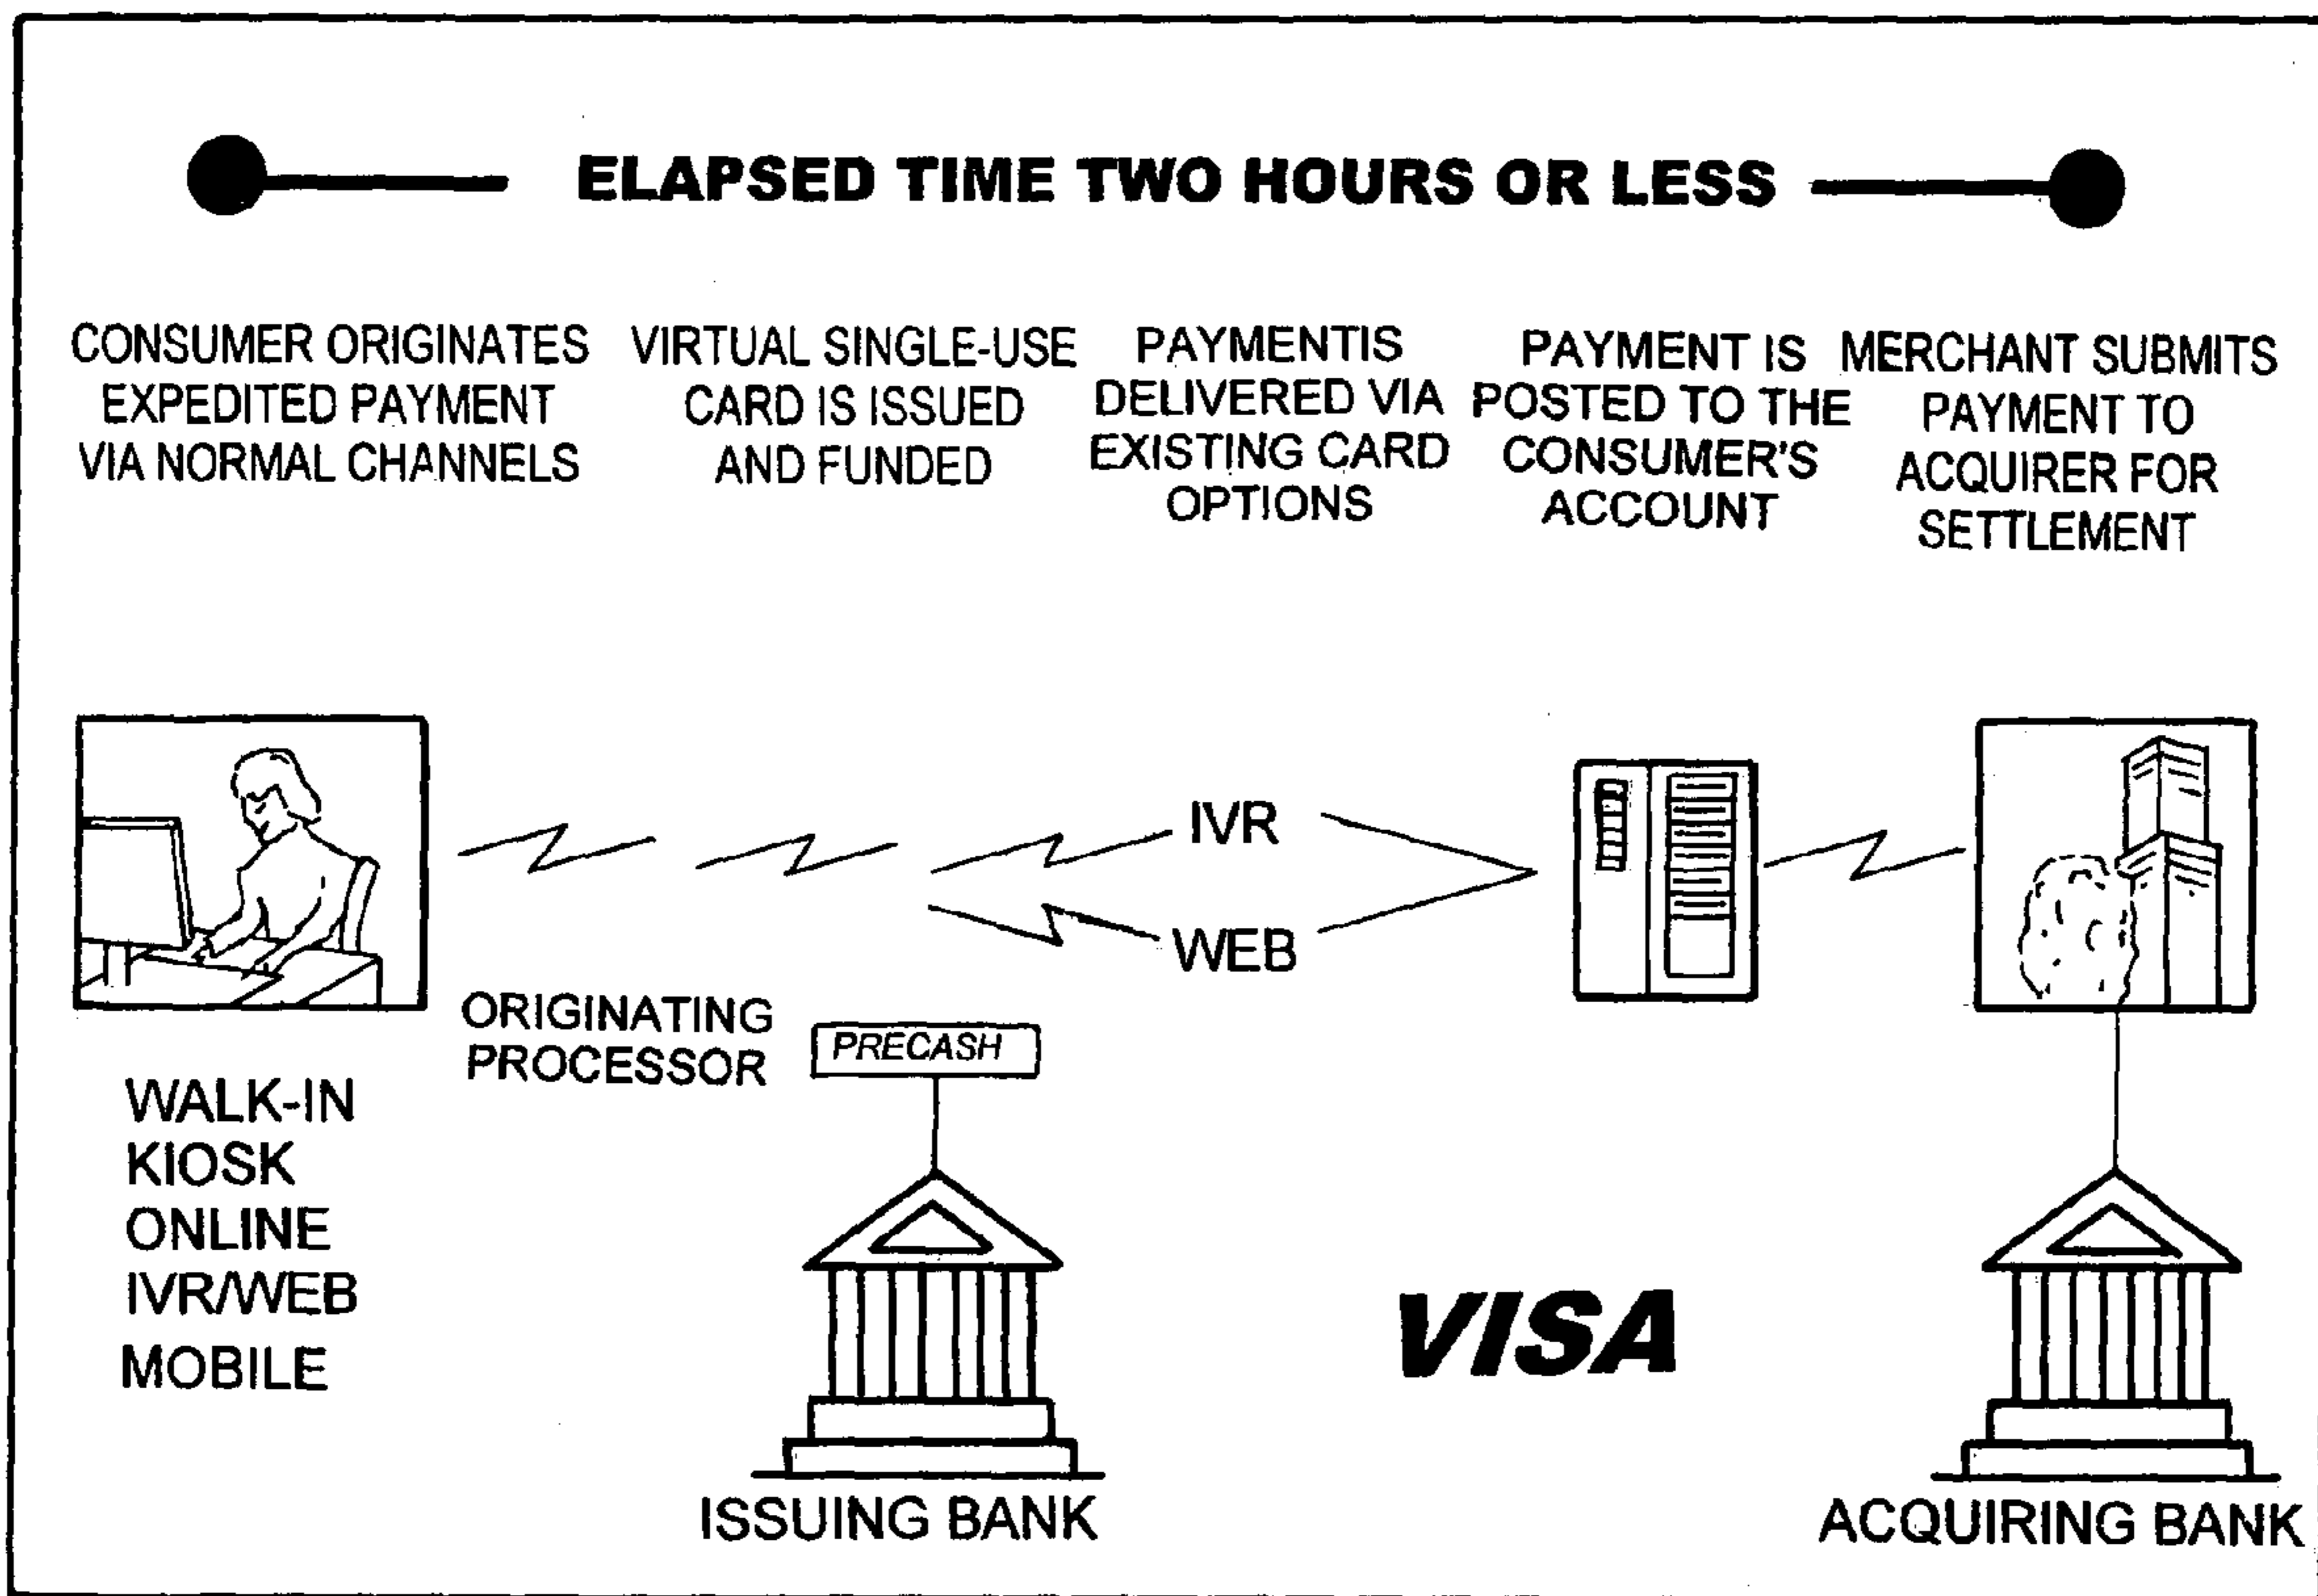 ELAPSED TIME TWO HOURS OR LESS
CONSUMER ORIGINATES
EXPEDITED PAYMENT
VIA NORMAL CHANNELS
VIRTUAL SINGLE-USE
CARD IS ISSUED
AND FUNDED
PAYMENTIS
DELIVERED VIA
EXISTING CARD
OPTIONS
PAYMENT IS
POSTED TO THE
CONSUMER'S
ACCOUNT
MERCHANT SUBMITS
PAYMENT TO
ACQUIRER FOR
SETTLEMENT
IVR
WEB
ORIGINATING
PROCESSOR
PRECASH
WALK-IN
KIOSK
ONLINE
IVR/WEB
MOBILE
VISA
ISSUING BANK
ACQUIRING BANK